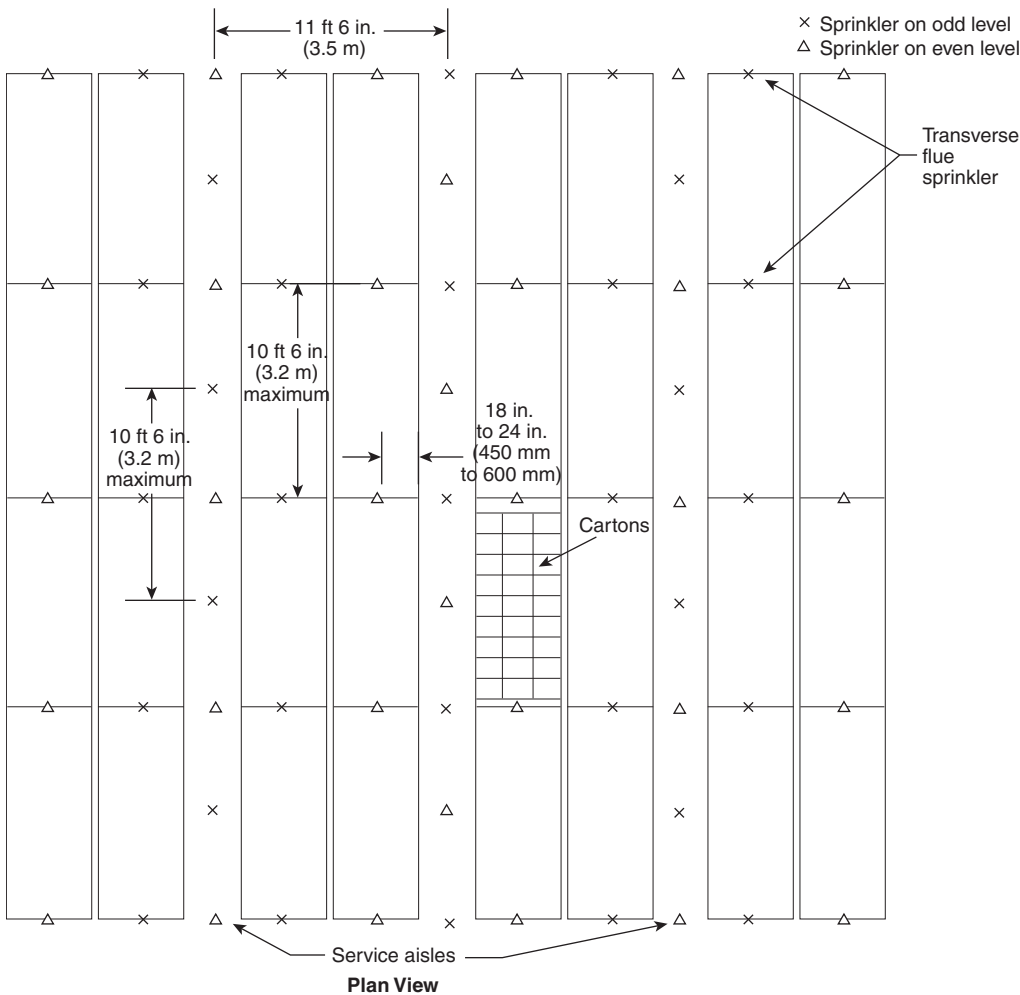 11 ft 6 in.
(3.5 m)
× Sprinkler on odd level
△ Sprinkler on even level
Transverse
flue
sprinkler
10 ft 6 in.
(3.2 m)
maximum
10 ft 6 in.
(3.2 m)
maximum
18 in.
to 24 in.
(450 mm
to 600 mm)
Cartons
Service aisles
Plan View